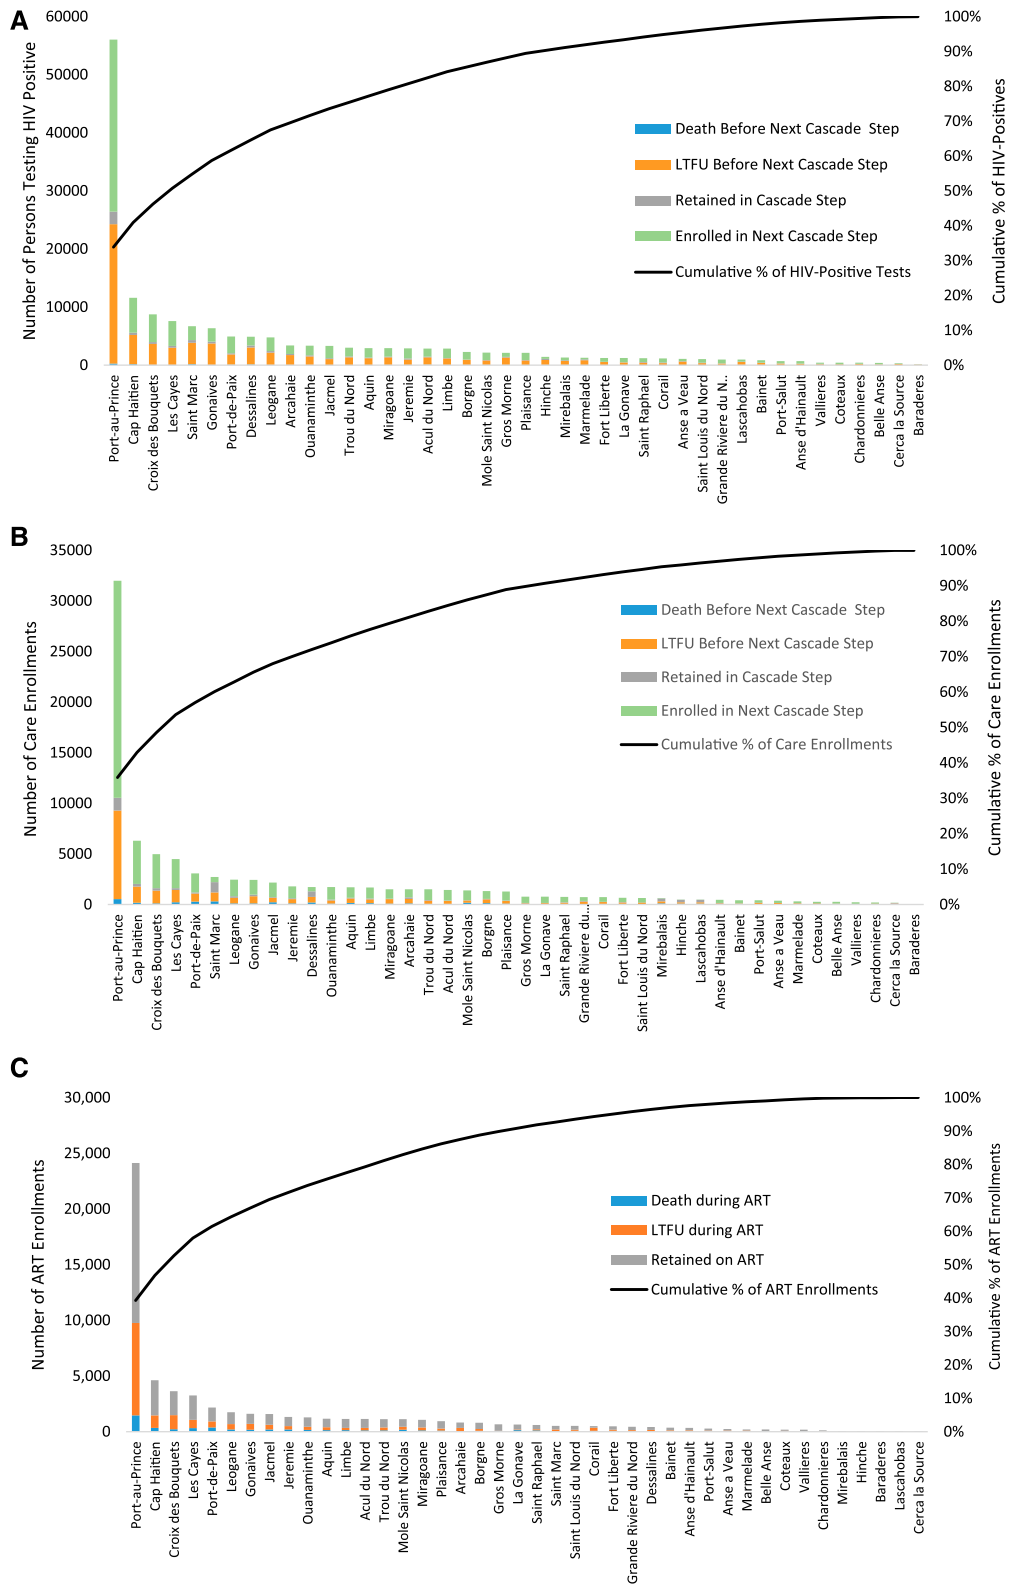 A
Number of Persons Testing HIV Positive
60000
50000
40000
30000
20000
10000
0
100%
90%
80%
70%
60%
50%
40%
30%
20%
10%
0%
Cumulative % of HIV-Positives
Death Before Next Cascade Step
LTFU Before Next Cascade Step
Retained in Cascade Step
Enrolled in Next Cascade Step
Cumulative % of HIV-Positive Tests
Port-au-Prince
Cap Haitien
Croix des Bouquets
Les Cayes
Saint Marc
Gonaives
Port-de-Paix
Dessalines
Leogane
Arcahaie
Ouanaminthe
Jacmel
Trou du Nord
Aquin
Miragoane
Jeremie
Acul du Nord
Limbe
Borgne
Mole Saint Nicolas
Gros Morne
Plaisance
Hinche
Mirebalais
Marmelade
Fort Liberte
La Gonave
Saint Raphael
Corail
Anse a Veau
Saint Louis du Nord
Grande Riviere du N..
Lascahobas
Bainet
Port-Salut
Anse d'Hainault
Vallieres
Coteaux
Chardonnieres
Belle Anse
Cerca la Source
Baraderes
B
Number of Care Enrollments
35000
30000
25000
20000
15000
10000
5000
0
100%
90%
80%
70%
60%
50%
40%
30%
20%
10%
0%
Cumulative % of Care Enrollments
Death Before Next Cascade Step
LTFU Before Next Cascade Step
Retained in Cascade Step
Enrolled in Next Cascade Step
Cumulative % of Care Enrollments
Port-au-Prince
Cap Haitien
Croix des Bouquets
Les Cayes
Port-de-Paix
Saint Marc
Leogane
Gonaives
Jacmel
Jeremie
Dessalines
Ouanaminthe
Aquin
Limbe
Miragoane
Arcahaie
Trou du Nord
Acul du Nord
Mole Saint Nicolas
Borgne
Plaisance
Gros Morne
La Gonave
Saint Raphael
Grande Riviere du...
Corail
Fort Liberte
Saint Louis du Nord
Mirebalais
Hinche
Lascahobas
Anse d'Hainault
Bainet
Port-Salut
Anse a Veau
Marmelade
Coteaux
Belle Anse
Vallieres
Chardonnieres
Cerca la Source
Baraderes
C
Number of ART Enrollments
30,000
25,000
20,000
15,000
10,000
5,000
0
100%
90%
80%
70%
60%
50%
40%
30%
20%
10%
0%
Cumulative % of ART Enrollments
Death during ART
LTFU during ART
Retained on ART
Cumulative % of ART Enrollments
Port-au-Prince
Cap Haitien
Croix des Bouquets
Les Cayes
Port-de-Paix
Leogane
Gonaives
Jacmel
Jeremie
Ouanaminthe
Aquin
Limbe
Acul du Nord
Trou du Nord
Mole Saint Nicolas
Miragoane
Plaisance
Arcahaie
Borgne
Gros Morne
La Gonave
Saint Raphael
Saint Marc
Saint Louis du Nord
Corail
Fort Liberte
Grande Riviere du Nord
Dessalines
Bainet
Anse d'Hainault
Port-Salut
Anse a Veau
Marmelade
Belle Anse
Coteaux
Vallieres
Chardonnieres
Mirebalais
Hinche
Baraderes
Lascahobas
Cerca la Source